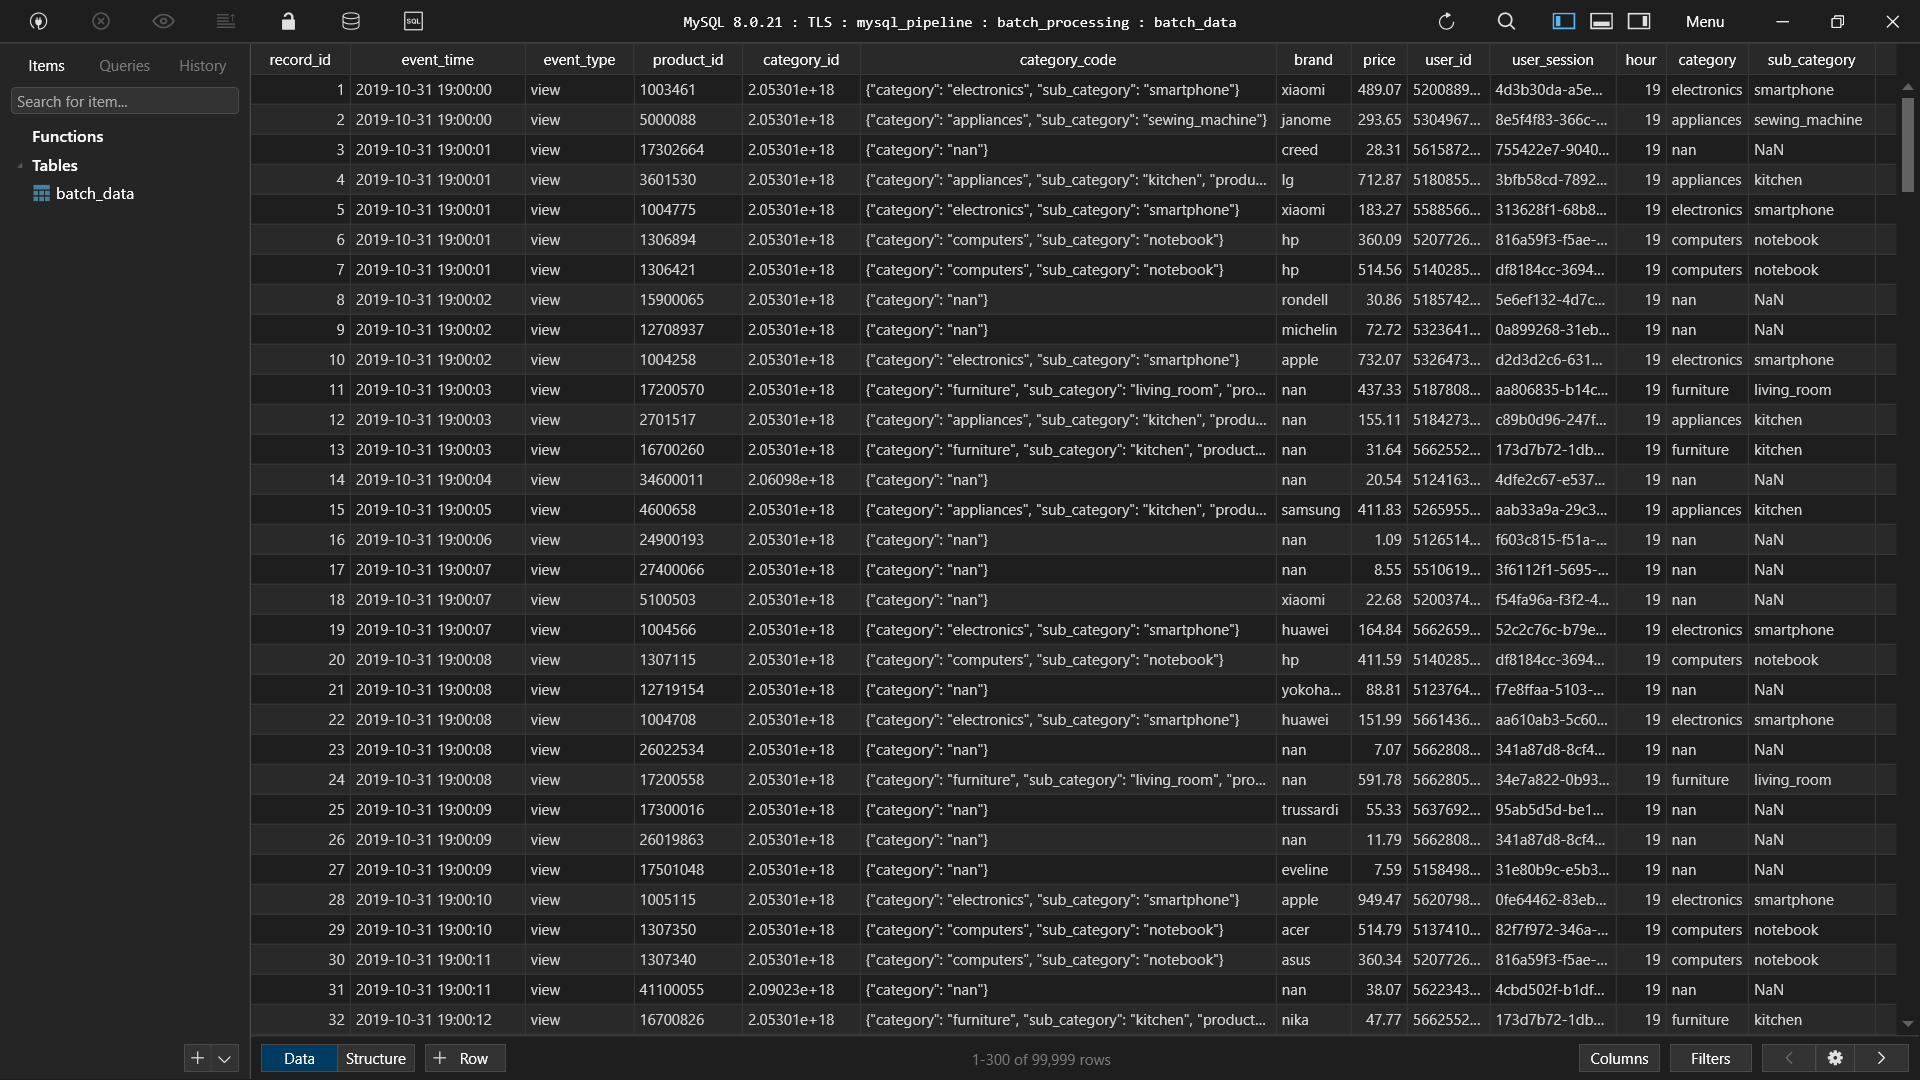 SQL MySQL 8.0.21 : TLS : mysql_pipeline : batch_processing : batch_data Menu
Items Queries History
Search for item...
Functions
Tables
batch_data
record_id event_time event_type product_id category_id category_code brand price user_id user_session hour category sub_category
1 2019-10-31 19:00:00 view 1003461 2.05301e+18 {"category": "electronics", "sub_category": "smartphone"} xiaomi 489.07 5200889... 4d3b30da-a5e... 19 electronics smartphone
2 2019-10-31 19:00:00 view 5000088 2.05301e+18 {"category": "appliances", "sub_category": "sewing_machine"} janome 293.65 5304967... 8e5f4f83-366c-... 19 appliances sewing_machine
3 2019-10-31 19:00:01 view 17302664 2.05301e+18 {"category": "nan"} creed 28.31 5615872... 755422e7-9040... 19 nan NaN
4 2019-10-31 19:00:01 view 3601530 2.05301e+18 {"category": "appliances", "sub_category": "kitchen", "produ... lg 712.87 5180855... 3bfb58cd-7892... 19 appliances kitchen
5 2019-10-31 19:00:01 view 1004775 2.05301e+18 {"category": "electronics", "sub_category": "smartphone"} xiaomi 183.27 5588566... 313628f1-68b8... 19 electronics smartphone
6 2019-10-31 19:00:01 view 1306894 2.05301e+18 {"category": "computers", "sub_category": "notebook"} hp 360.09 5207726... 816a59f3-f5ae-... 19 computers notebook
7 2019-10-31 19:00:01 view 1306421 2.05301e+18 {"category": "computers", "sub_category": "notebook"} hp 514.56 5140285... df8184cc-3694... 19 computers notebook
8 2019-10-31 19:00:02 view 15900065 2.05301e+18 {"category": "nan"} rondell 30.86 5185742... 5e6ef132-4d7c... 19 nan NaN
9 2019-10-31 19:00:02 view 12708937 2.05301e+18 {"category": "nan"} michelin 72.72 5323641... 0a899268-31eb... 19 nan NaN
10 2019-10-31 19:00:02 view 1004258 2.05301e+18 {"category": "electronics", "sub_category": "smartphone"} apple 732.07 5326473... d2d3d2c6-631... 19 electronics smartphone
11 2019-10-31 19:00:03 view 17200570 2.05301e+18 {"category": "furniture", "sub_category": "living_room", "pro... nan 437.33 5187808... aa806835-b14c... 19 furniture living_room
12 2019-10-31 19:00:03 view 2701517 2.05301e+18 {"category": "appliances", "sub_category": "kitchen", "produ... nan 155.11 5184273... c89b0d96-247f... 19 appliances kitchen
13 2019-10-31 19:00:03 view 16700260 2.05301e+18 {"category": "furniture", "sub_category": "kitchen", "product... nan 31.64 5662552... 173d7b72-1db... 19 furniture kitchen
14 2019-10-31 19:00:04 view 34600011 2.06098e+18 {"category": "nan"} nan 20.54 5124163... 4dfe2c67-e537... 19 nan NaN
15 2019-10-31 19:00:05 view 4600658 2.05301e+18 {"category": "appliances", "sub_category": "kitchen", "produ... samsung 411.83 5265955... aab33a9a-29c3... 19 appliances kitchen
16 2019-10-31 19:00:06 view 24900193 2.05301e+18 {"category": "nan"} nan 1.09 5126514... f603c815-f51a-... 19 nan NaN
17 2019-10-31 19:00:07 view 27400066 2.05301e+18 {"category": "nan"} nan 8.55 5510619... 3f6112f1-5695-... 19 nan NaN
18 2019-10-31 19:00:07 view 5100503 2.05301e+18 {"category": "nan"} xiaomi 22.68 5200374... f54fa96a-f3f2-4... 19 nan NaN
19 2019-10-31 19:00:07 view 1004566 2.05301e+18 {"category": "electronics", "sub_category": "smartphone"} huawei 164.84 5662659... 52c2c76c-b79e... 19 electronics smartphone
20 2019-10-31 19:00:08 view 1307115 2.05301e+18 {"category": "computers", "sub_category": "notebook"} hp 411.59 5140285... df8184cc-3694... 19 computers notebook
21 2019-10-31 19:00:08 view 12719154 2.05301e+18 {"category": "nan"} yokoha... 88.81 5123764... f7e8ffaa-5103-... 19 nan NaN
22 2019-10-31 19:00:08 view 1004708 2.05301e+18 {"category": "electronics", "sub_category": "smartphone"} huawei 151.99 5661436... aa610ab3-5c60... 19 electronics smartphone
23 2019-10-31 19:00:08 view 26022534 2.05301e+18 {"category": "nan"} nan 7.07 5662808... 341a87d8-8cf4... 19 nan NaN
24 2019-10-31 19:00:08 view 17200558 2.05301e+18 {"category": "furniture", "sub_category": "living_room", "pro... nan 591.78 5662805... 34e7a822-0b93... 19 furniture living_room
25 2019-10-31 19:00:09 view 17300016 2.05301e+18 {"category": "nan"} trussardi 55.33 5637692... 95ab5d5d-be1... 19 nan NaN
26 2019-10-31 19:00:09 view 26019863 2.05301e+18 {"category": "nan"} nan 11.79 5662808... 341a87d8-8cf4... 19 nan NaN
27 2019-10-31 19:00:09 view 17501048 2.05301e+18 {"category": "nan"} eveline 7.59 5158498... 31e80b9c-e5b3... 19 nan NaN
28 2019-10-31 19:00:10 view 1005115 2.05301e+18 {"category": "electronics", "sub_category": "smartphone"} apple 949.47 5620798... 0fe64462-83eb... 19 electronics smartphone
29 2019-10-31 19:00:10 view 1307350 2.05301e+18 {"category": "computers", "sub_category": "notebook"} acer 514.79 5137410... 82f7f972-346a-... 19 computers notebook
30 2019-10-31 19:00:11 view 1307340 2.05301e+18 {"category": "computers", "sub_category": "notebook"} asus 360.34 5207726... 816a59f3-f5ae-... 19 computers notebook
31 2019-10-31 19:00:11 view 41100055 2.09023e+18 {"category": "nan"} nan 38.07 5622343... 4cbd502f-b1df... 19 nan NaN
32 2019-10-31 19:00:12 view 16700826 2.05301e+18 {"category": "furniture", "sub_category": "kitchen", "product... nika 47.77 5662552... 173d7b72-1db... 19 furniture kitchen
Data Structure + Row 1-300 of 99,999 rows Columns Filters